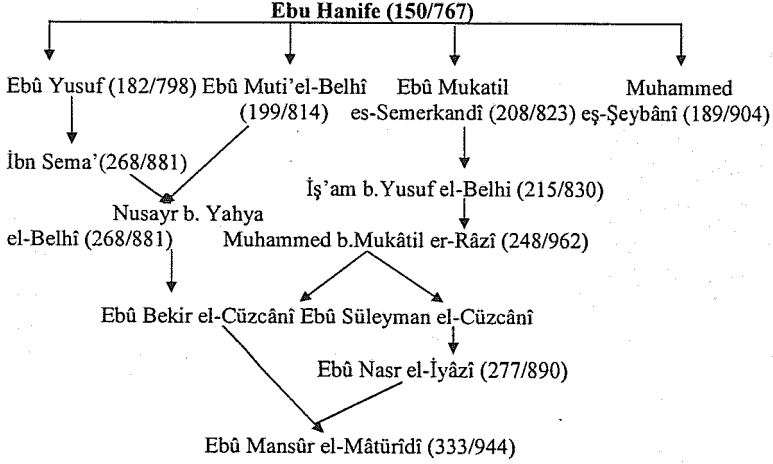 Ebu Hanife (150/767)
Ebû Yusuf (182/798) Ebû Muti’el-Belhî Ebû Mukatil Muhammed
(199/814) es-Semerkandî (208/823) eş-Şeybânî (189/904)
İbn Sema’(268/881)
İş’am b.Yusuf el-Belhi (215/830)
Nusayr b. Yahya
el-Belhî (268/881) Muhammed b.Mukâtil er-Râzî (248/962)
Ebû Bekir el-Cüzcânî Ebû Süleyman el-Cüzcânî
Ebû Nasr el-İyâzî (277/890)
Ebû Mansûr el-Mâtürîdî (333/944)